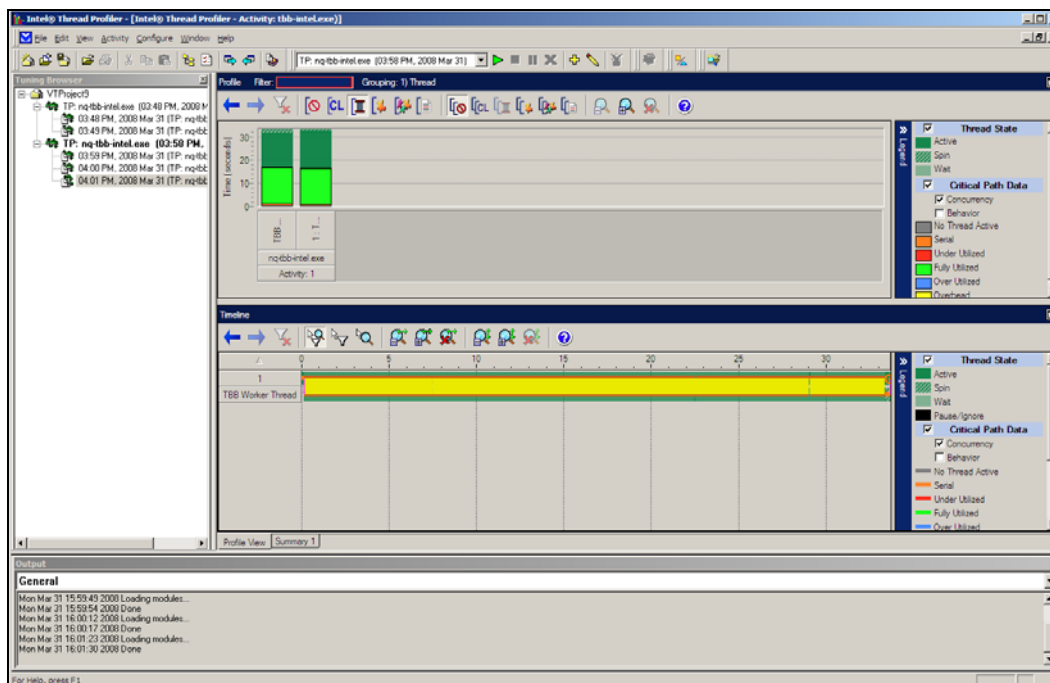 Intel® Thread Profiler - [Intel® Thread Profiler - Activity: tbb-intel.exe)]
File Edit View Activity Configure Window Help
TP: nq-tbb-intel.exe (03:58 PM, 2008 Mar 31)
Tuning Browser
VTProject9
TP: nq-tbb-intel.exe (03:48 PM, 2008 M
03:48 PM, 2008 Mar 31 (TP: nq-tbb
03:49 PM, 2008 Mar 31 (TP: nq-tbb
TP: nq-tbb-intel.exe (03:58 PM,
03:59 PM, 2008 Mar 31 (TP: nq-tbb
04:00 PM, 2008 Mar 31 (TP: nq-tbb
04:01 PM, 2008 Mar 31 (TP: nq-tbb
Profile Filter: Grouping: 1) Thread
CL CL
Time (seconds)
30
20
10
0
TBB ...
1: T...
nq-tbb-intel.exe
Activity: 1
Legend
Thread State
Active
Spin
Wait
Critical Path Data
Concurrency
Behavior
No Thread Active
Serial
Under Utilized
Fully Utilized
Over Utilized
Overhead
Timeline
0 5 10 15 20 25 30
1
TBB Worker Thread
Legend
Thread State
Active
Spin
Wait
Pause/Ignore
Critical Path Data
Concurrency
Behavior
No Thread Active
Serial
Under Utilized
Fully Utilized
Over Utilized
Profile View Summary 1
Output
General
Mon Mar 31 15:59:49 2008 Loading modules...
Mon Mar 31 15:59:54 2008 Done
Mon Mar 31 16:00:12 2008 Loading modules...
Mon Mar 31 16:00:17 2008 Done
Mon Mar 31 16:01:23 2008 Loading modules...
Mon Mar 31 16:01:30 2008 Done
For Help, press F1